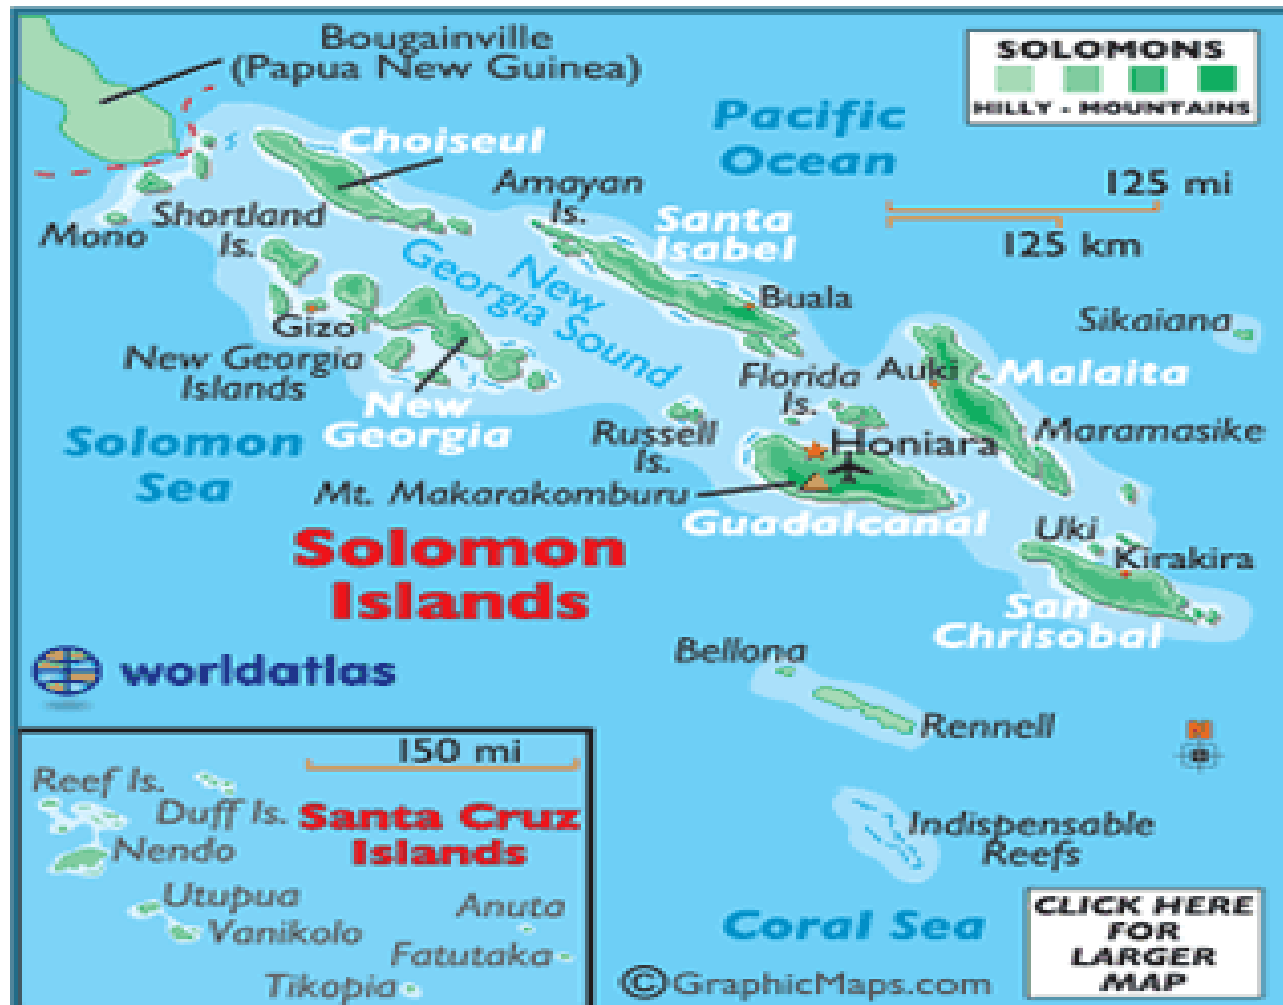 Bougainville
(Papua New Guinea)
SOLOMONS
HILLY - MOUNTAINS
Pacific
Ocean
Choiseul
Amayan
Is.
125 mi
125 km
Santa
Isabel
Shortland
Is.
Mono
New
Georgia Sound
Buala
Sikaiana
Gizo
New Georgia
Islands
Florida
Is.
Auki
Malaita
New
Georgia
Russell
Is.
Honiara
Maramasike
Solomon
Sea
Mt. Makarakomburu
Guadalcanal
Uki
Kirakira
Solomon
Islands
San
Chrisobal
worldatlas
Bellona
Rennell
N
150 mi
Reef Is.
Duff Is.
Santa Cruz
Islands
Nendo
Indispensable
Reefs
Utupua
Anuta
Vanikolo
Fatutaka
Tikopia
Coral Sea
CLICK HERE
FOR
LARGER
MAP
©GraphicMaps.com